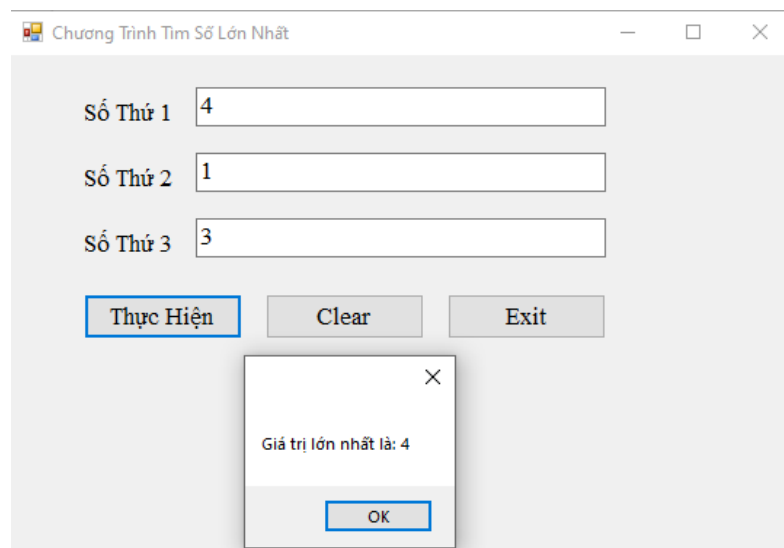 Chương Trình Tìm Số Lớn Nhất
Số Thứ 1 4
Số Thứ 2 1
Số Thứ 3 3
Thực Hiện Clear Exit
Giá trị lớn nhất là: 4
OK